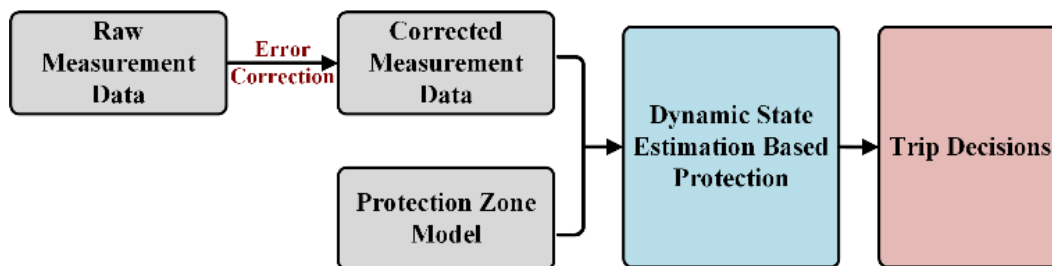 Raw
Measurement
Data
Error
Correction
Corrected
Measurement
Data
Protection Zone
Model
Dynamic State
Estimation Based
Protection
Trip Decisions